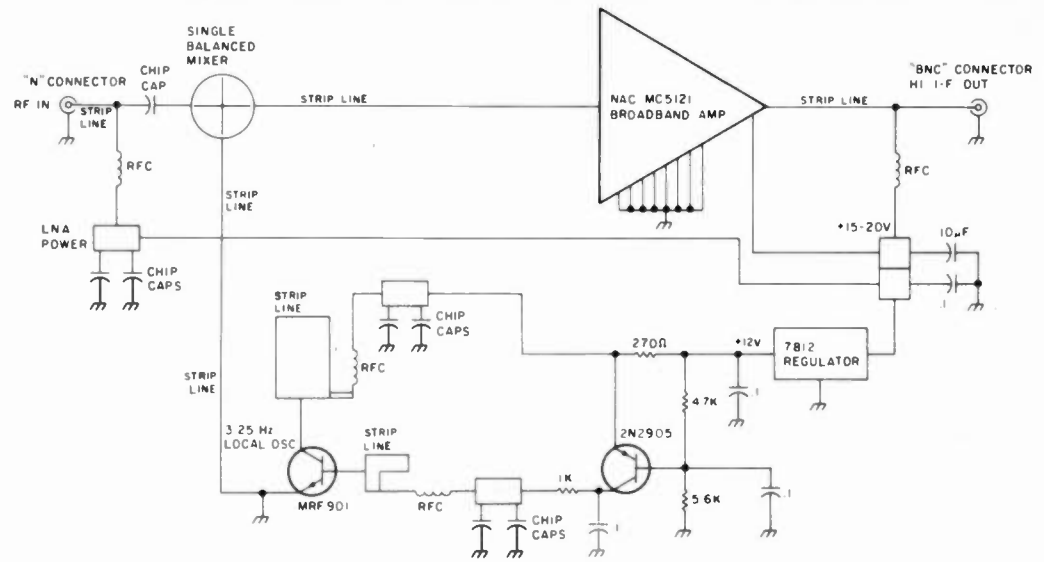 SINGLE
BALANCED
MIXER
"N" CONNECTOR
RF IN
CHIP
CAP
STRIP
LINE
STRIP LINE
NAC MC5121
BROADBAND AMP
STRIP LINE
"BNC" CONNECTOR
HI I-F OUT
RFC
RFC
STRIP
LINE
LNA
POWER
+15-20V
10µF
CHIP
CAPS
.1
STRIP
LINE
CHIP
CAPS
RFC
270Ω
+12V
7812
REGULATOR
STRIP
LINE
.1
4.7K
3.25 Hz
LOCAL OSC
STRIP
LINE
2N2905
MRF901
RFC
1K
5.6K
.1
CHIP
CAPS
.1